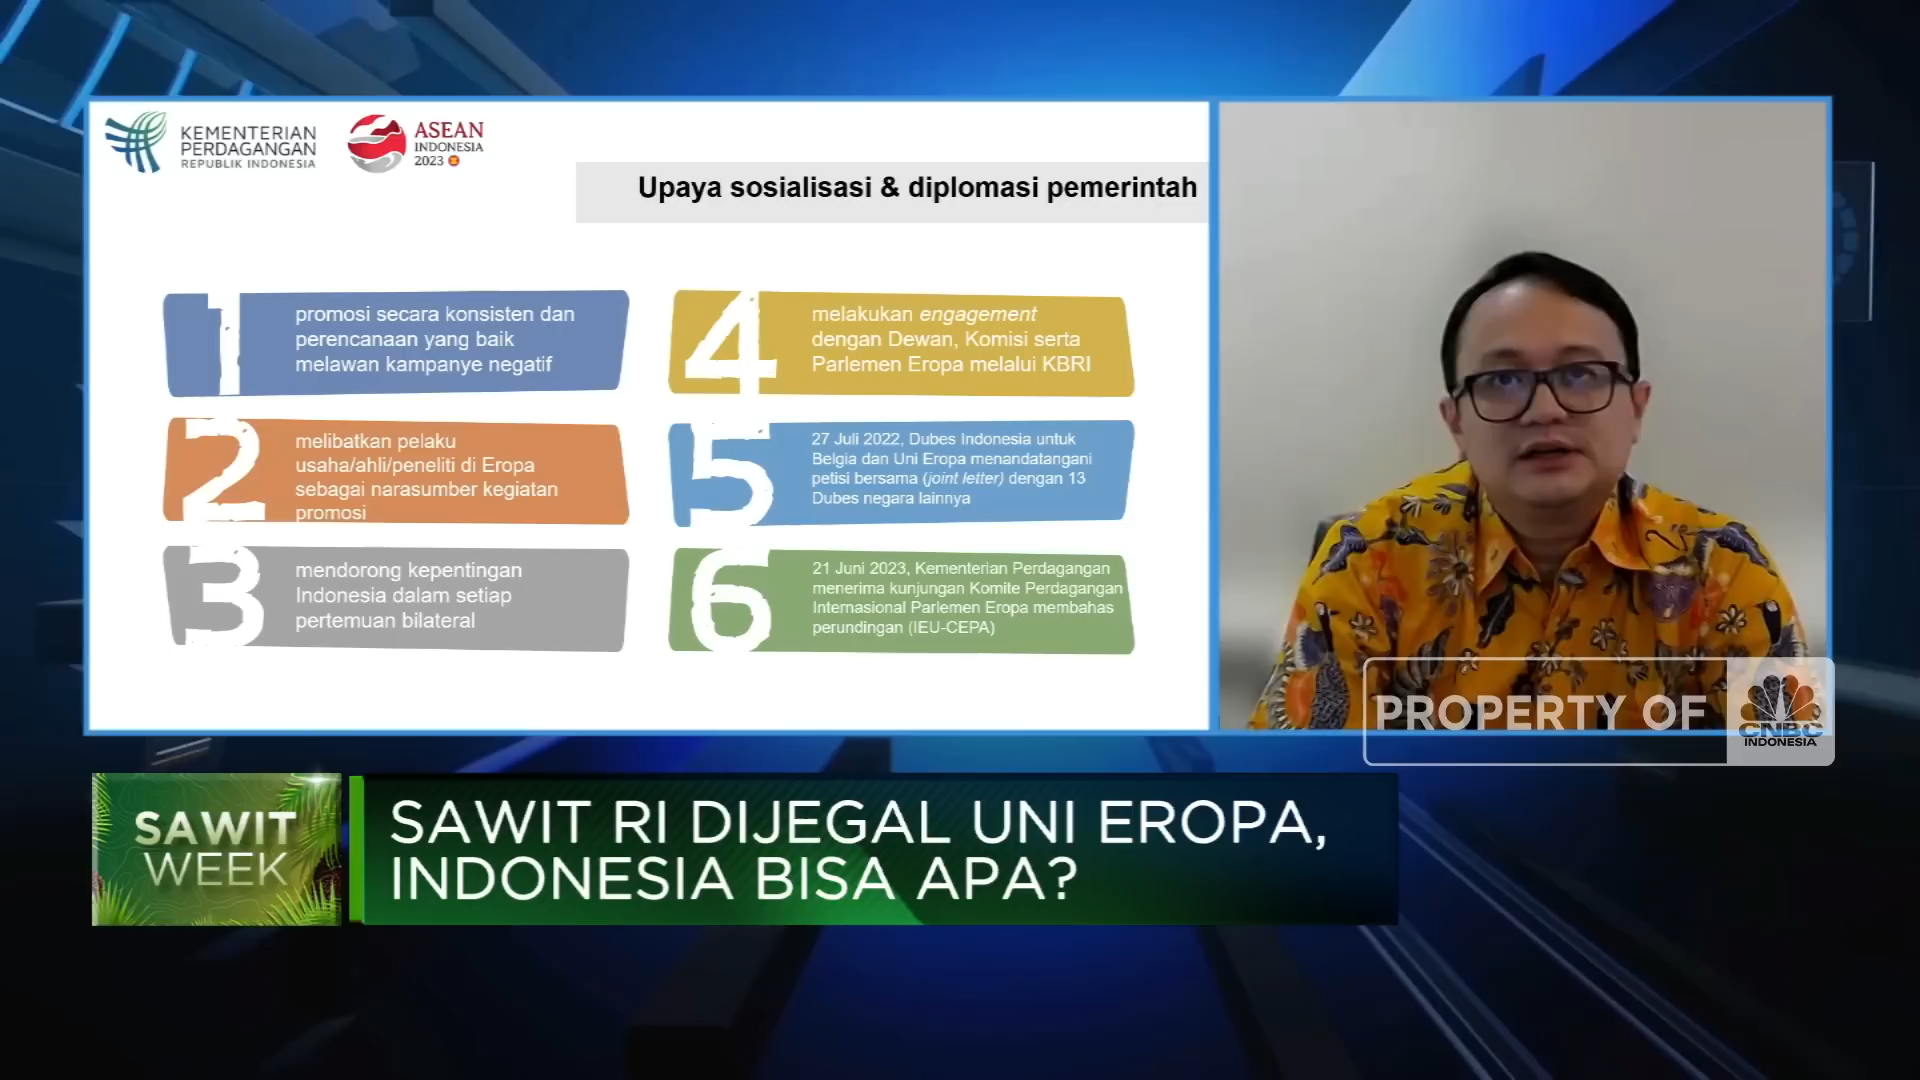 KEMENTERIAN
PERDAGANGAN
REPUBLIK INDONESIA
ASEAN
INDONESIA
2023
Upaya sosialisasi & diplomasi pemerintah
1
promosi secara konsisten dan
perencanaan yang baik
melawan kampanye negatif
2
melibatkan pelaku
usaha/ahli/peneliti di Eropa
sebagai narasumber kegiatan
promosi
3
mendorong kepentingan
Indonesia dalam setiap
pertemuan bilateral
4
melakukan engagement
dengan Dewan, Komisi serta
Parlemen Eropa melalui KBRI
5
27 Juli 2022, Dubes Indonesia untuk
Belgia dan Uni Eropa menandatangani
petisi bersama (joint letter) dengan 13
Dubes negara lainnya
6
21 Juni 2023, Kementerian Perdagangan
menerima kunjungan Komite Perdagangan
Internasional Parlemen Eropa membahas
perundingan (IEU-CEPA)
PROPERTY OF
CNBC
INDONESIA
SAWIT
WEEK
SAWIT RI DIJEGAL UNI EROPA,
INDONESIA BISA APA?